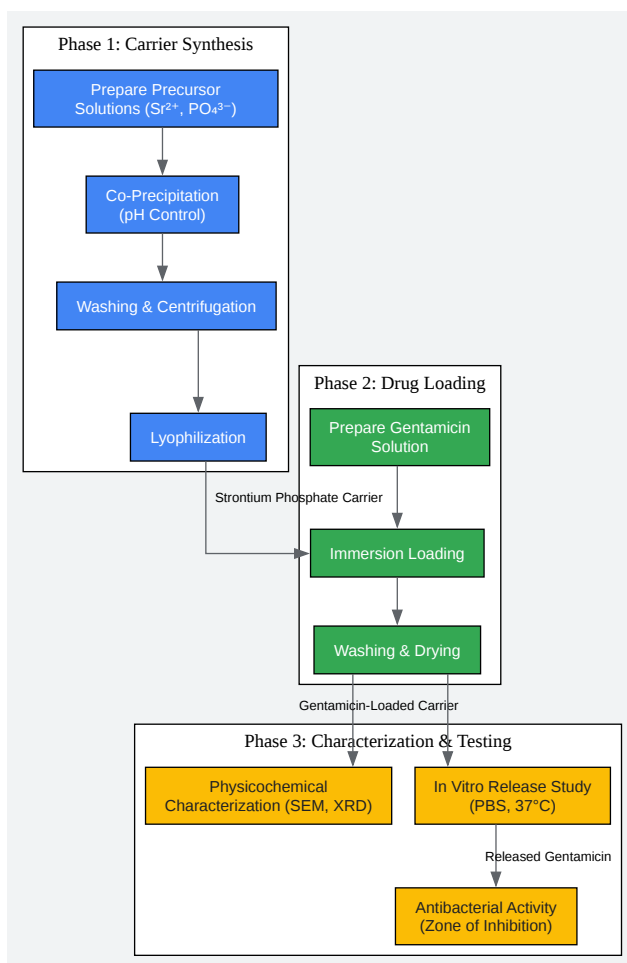 Phase 1: Carrier Synthesis
Prepare Precursor
Solutions (Sr²⁺, PO₄³⁻)
Co-Precipitation
(pH Control)
Washing & Centrifugation
Lyophilization
Strontium Phosphate Carrier
Phase 2: Drug Loading
Prepare Gentamicin
Solution
Immersion Loading
Washing & Drying
Gentamicin-Loaded Carrier
Phase 3: Characterization & Testing
Physicochemical
Characterization (SEM, XRD)
In Vitro Release Study
(PBS, 37°C)
Released Gentamicin
Antibacterial Activity
(Zone of Inhibition)